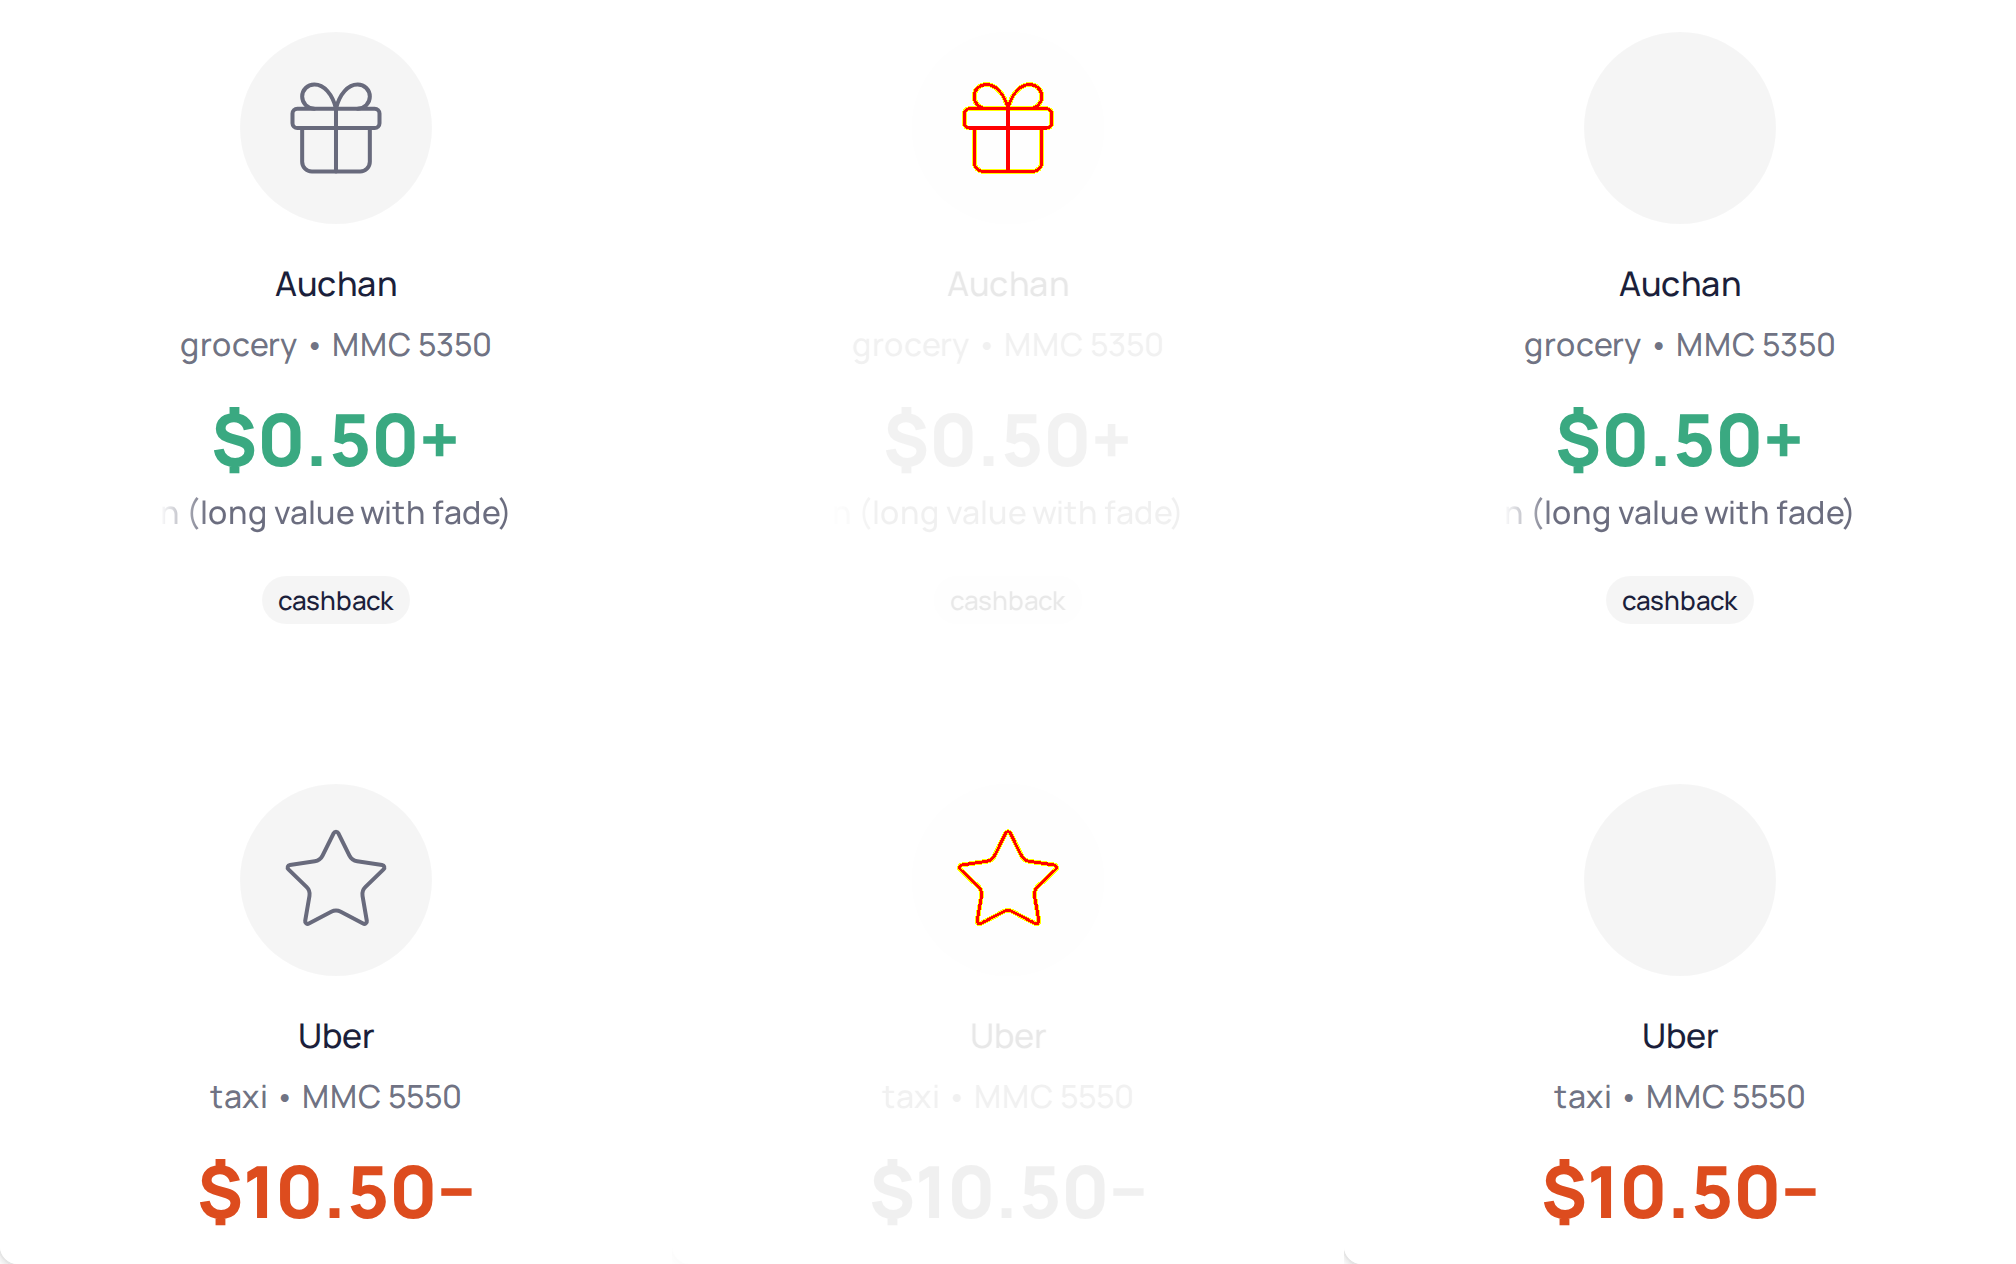 Auchan
grocery • MMC 5350
$0.50+
n (long value with fade)
cashback
Uber
taxi • MMC 5550
$10.50−
Auchan
grocery • MMC 5350
$0.50+
n (long value with fade)
cashback
Uber
taxi • MMC 5550
$10.50−
Auchan
grocery • MMC 5350
$0.50+
n (long value with fade)
cashback
Uber
taxi • MMC 5550
$10.50−